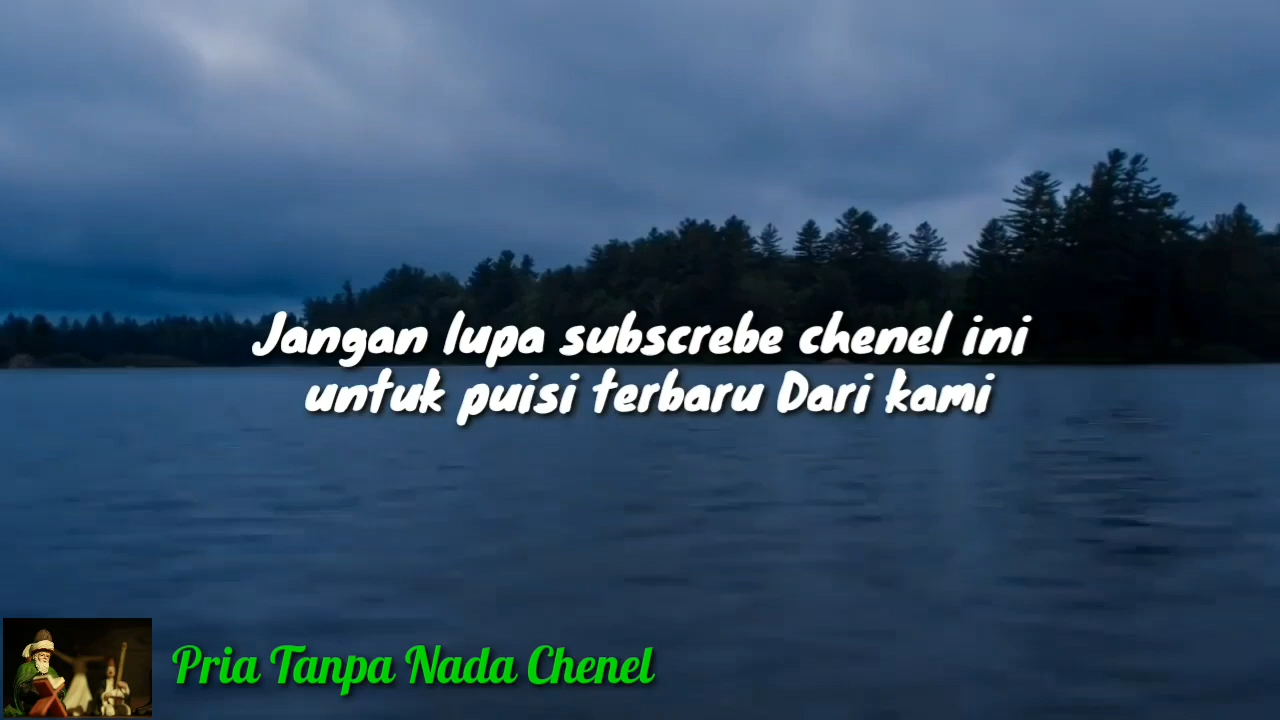 Jangan lupa subscrebe chenel ini
untuk puisi terbaru Dari kami
Pria Tanpa Nada Chenel